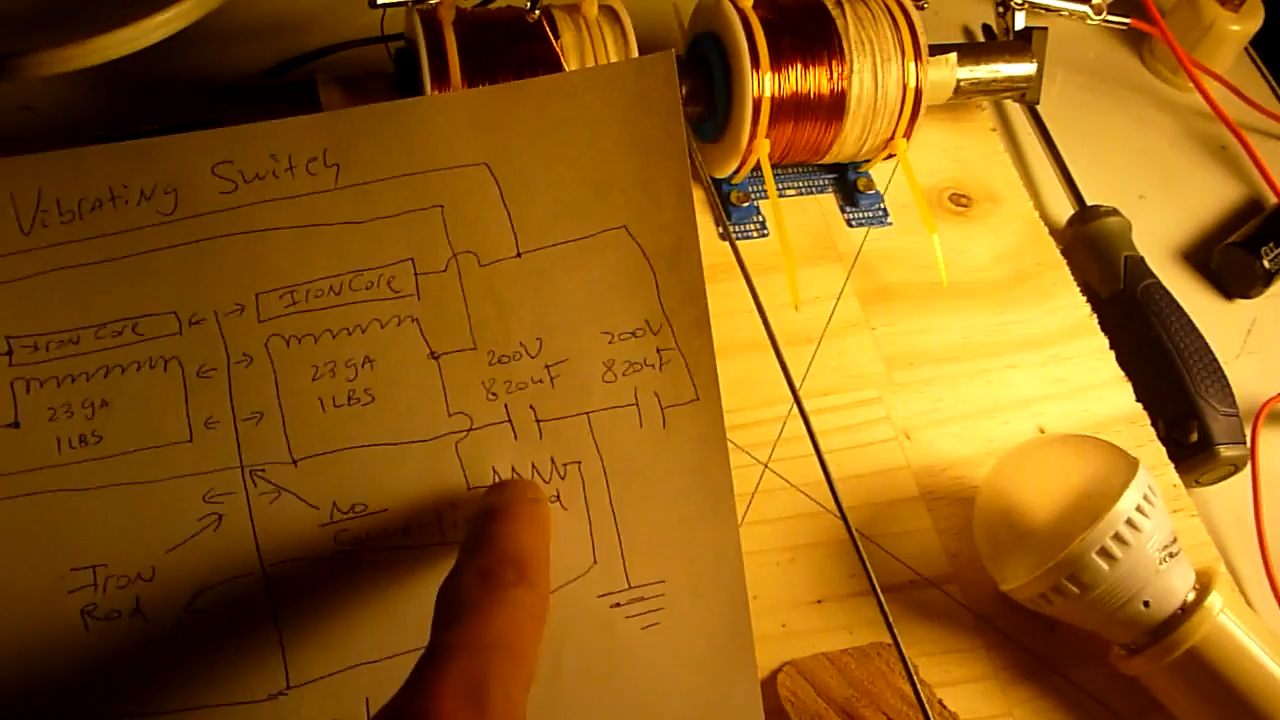 Vibrating Switch
Iron Core
Iron Core
23 gA
1 LBS
23 gA
1 LBS
200V
820uF
200V
820uF
No
Iron
Rod